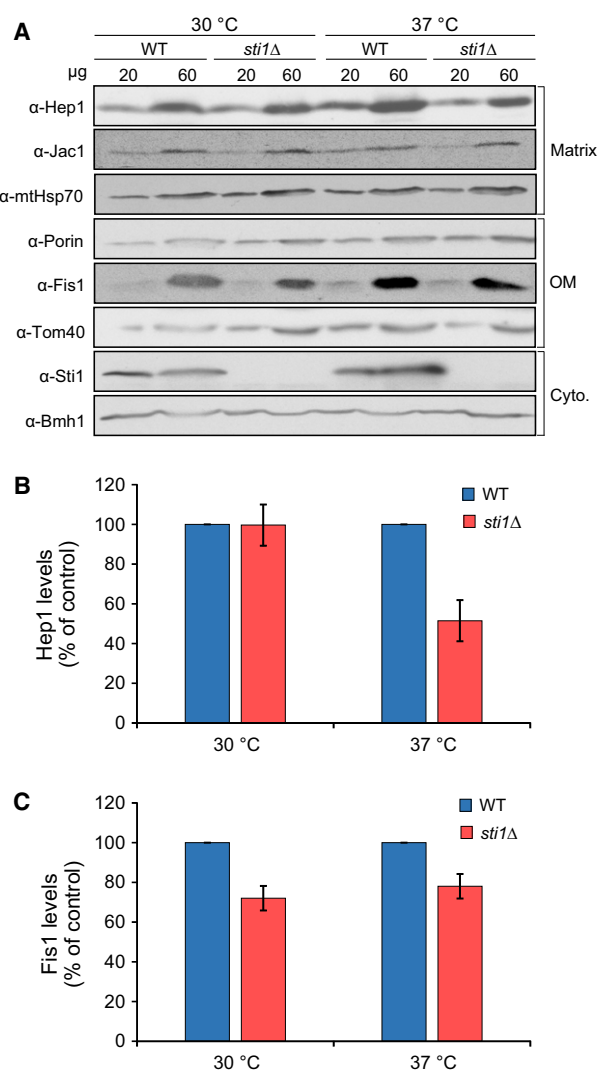 A
30 °C 37 °C
WT sti1Δ WT sti1Δ
μg 20 60 20 60 20 60 20 60
α-Hep1
α-Jac1
α-mtHsp70
Matrix
α-Porin
α-Fis1
α-Tom40
OM
α-Sti1
α-Bmh1
Cyto.
B
Hep1 levels
(% of control)
120
100
80
60
40
20
0
WT
sti1Δ
30 °C 37 °C
C
Fis1 levels
(% of control)
120
100
80
60
40
20
0
WT
sti1Δ
30 °C 37 °C